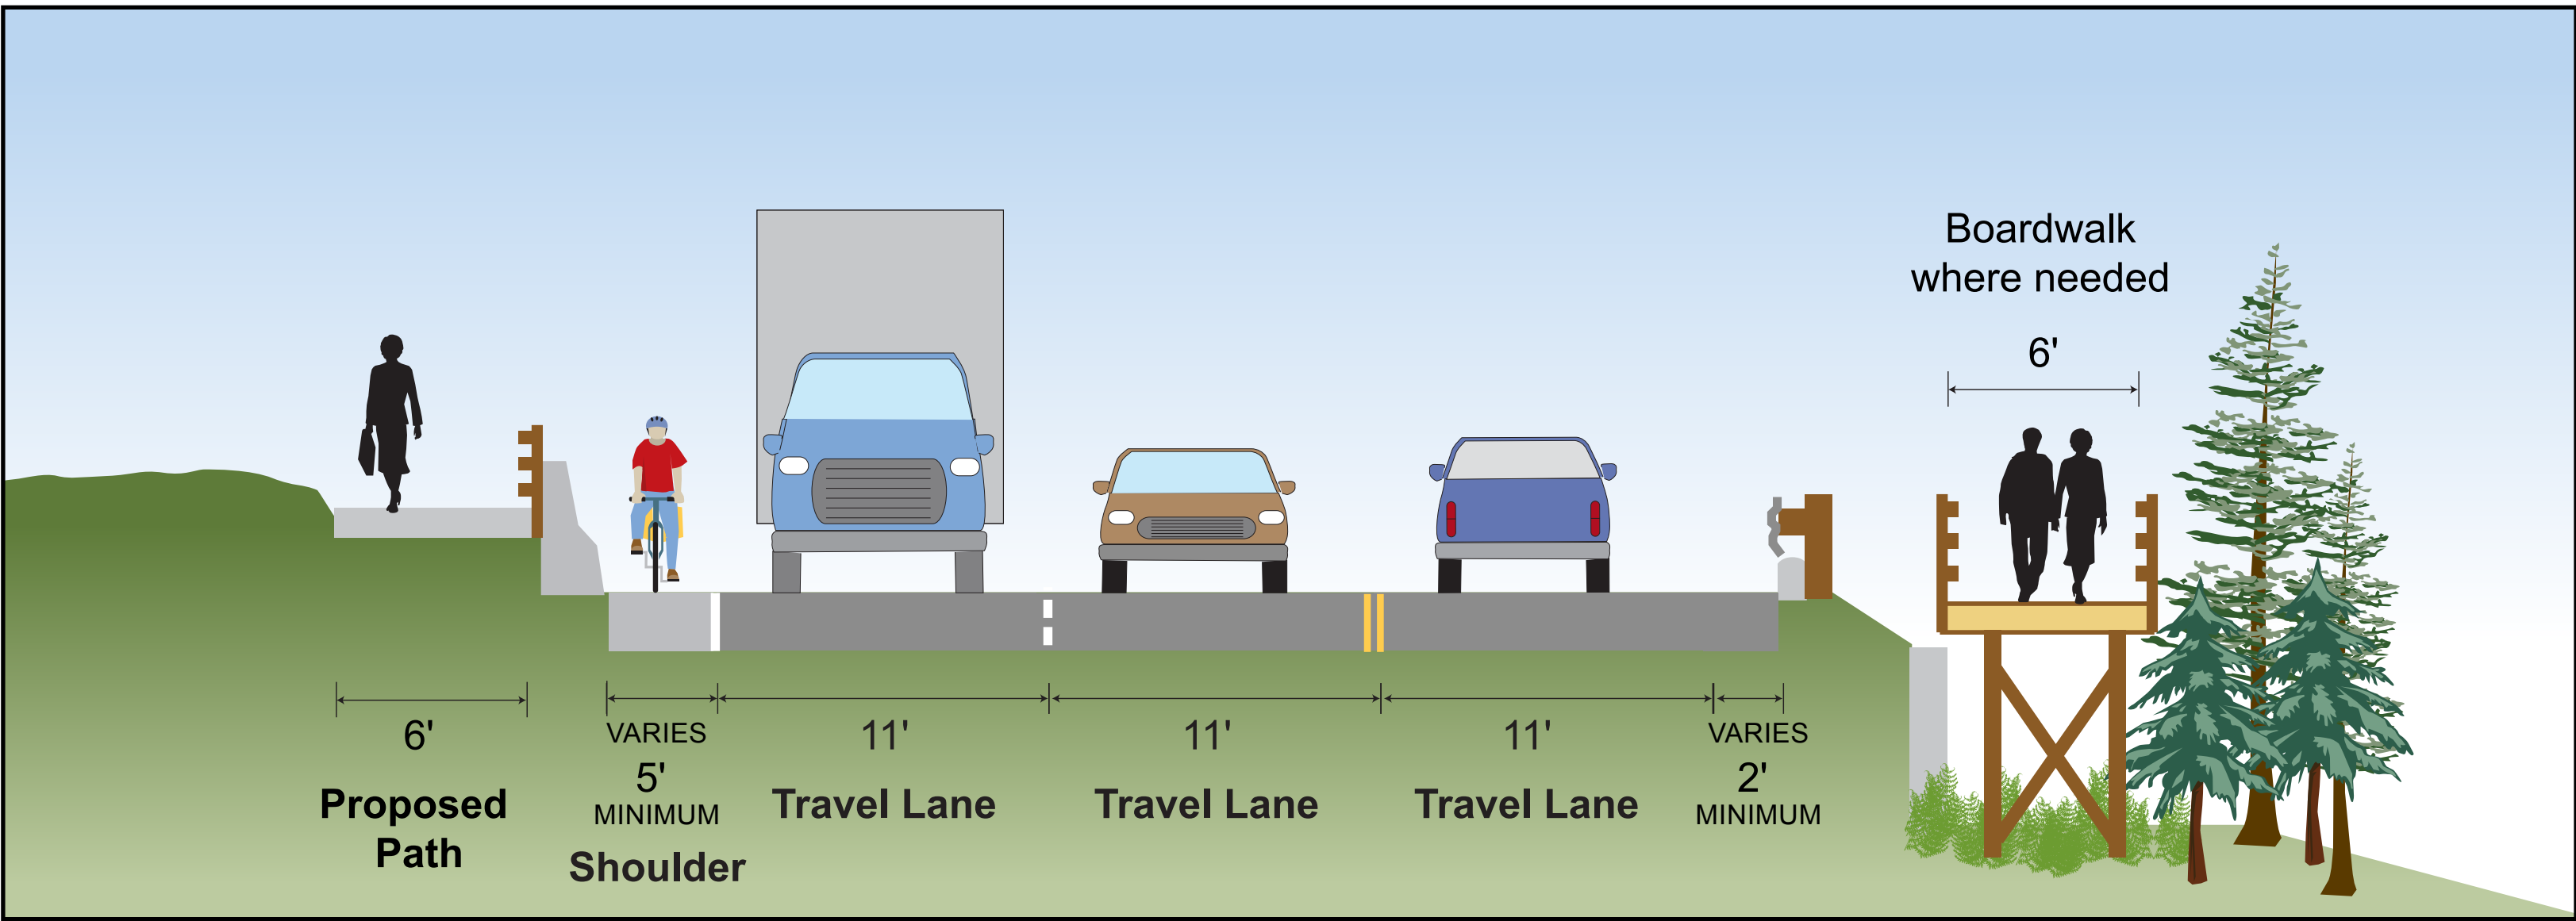 Boardwalk
where needed
6'
6'
Proposed
Path
VARIES
5'
MINIMUM
Shoulder
11'
Travel Lane
11'
Travel Lane
11'
Travel Lane
VARIES
2'
MINIMUM